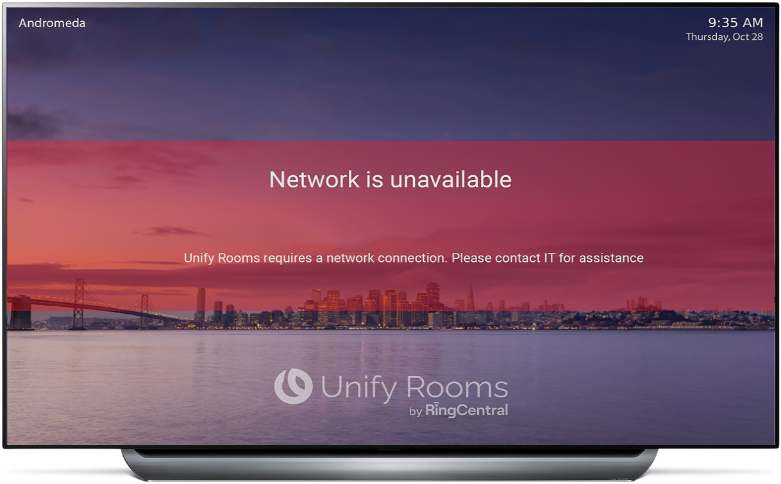 Andromeda
9:35 AM
Thursday, Oct 28
Network is unavailable
Unify Rooms requires a network connection. Please contact IT for assistance
Unify Rooms
by RingCentral